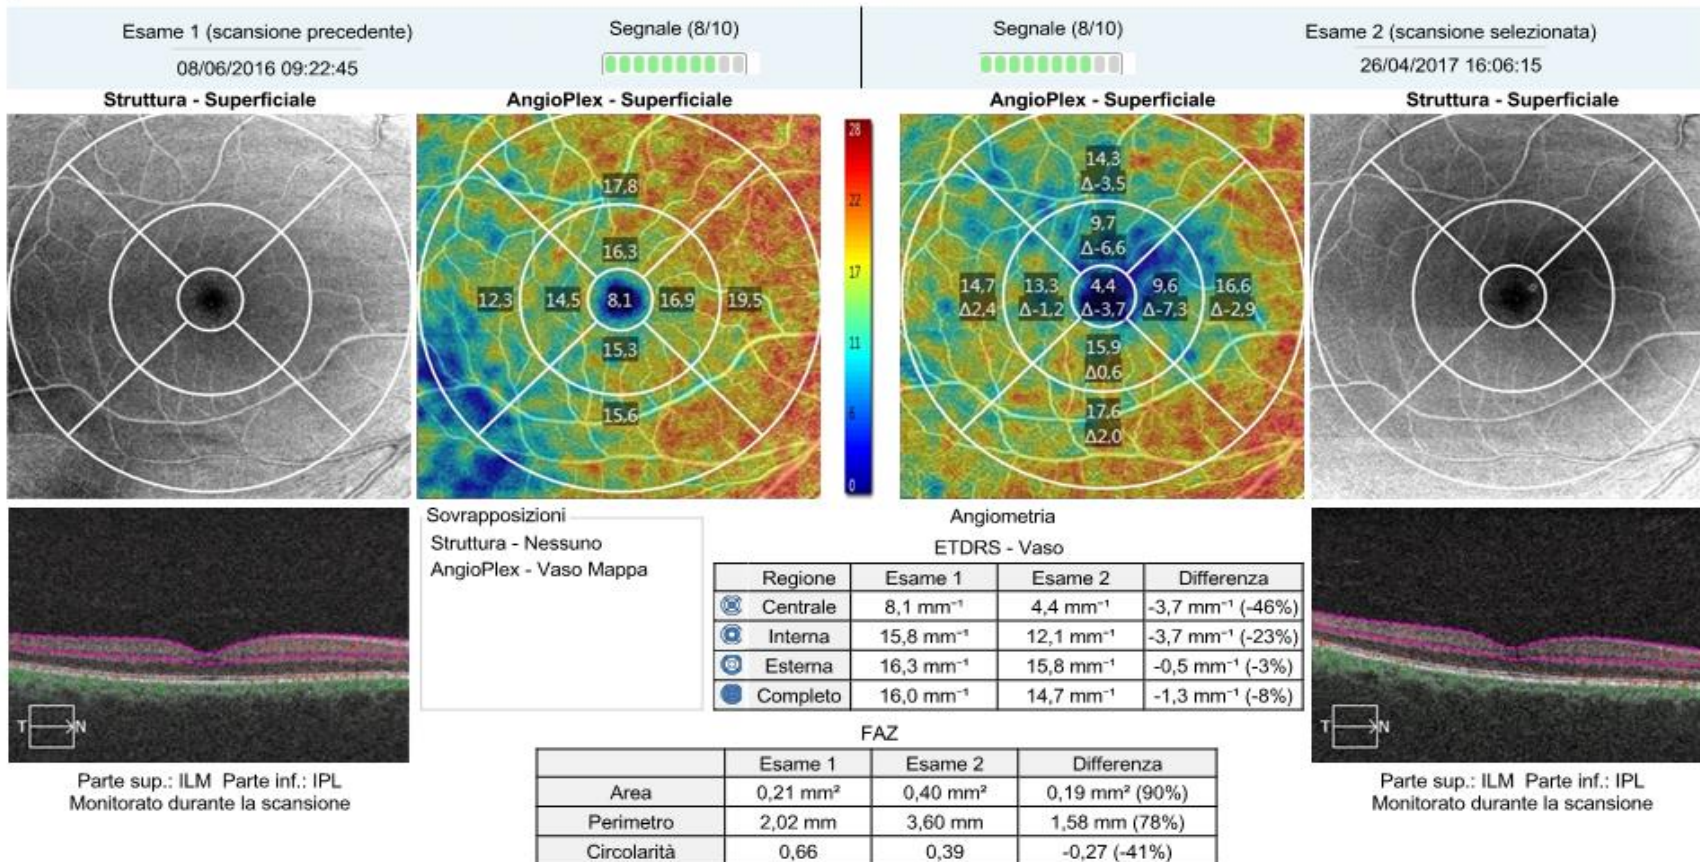 Esame 1 (scansione precedente)
08/06/2016 09:22:45
Segnale (8/10)
Segnale (8/10)
Esame 2 (scansione selezionata)
26/04/2017 16:06:15
Struttura - Superficiale
AngioPlex - Superficiale
AngioPlex - Superficiale
Struttura - Superficiale
17,8
16,3
12,3 14,5 8,1 16,9 19,5
15,3
15,6
28
22
17
11
6
0
14,3
Δ-3,5
9,7
Δ-6,6
14,7 13,3 4,4 9,6 16,6
Δ2,4 Δ-1,2 Δ-3,7 Δ-7,3 Δ-2,9
15,9
Δ0,6
17,6
Δ2,0
T N
Parte sup.: ILM Parte inf.: IPL
Monitorato durante la scansione
Sovrapposizioni
Struttura - Nessuno
AngioPlex - Vaso Mappa
Angiometria
ETDRS - Vaso
Regione Esame 1 Esame 2 Differenza
Centrale 8,1 mm⁻¹ 4,4 mm⁻¹ -3,7 mm⁻¹ (-46%)
Interna 15,8 mm⁻¹ 12,1 mm⁻¹ -3,7 mm⁻¹ (-23%)
Esterna 16,3 mm⁻¹ 15,8 mm⁻¹ -0,5 mm⁻¹ (-3%)
Completo 16,0 mm⁻¹ 14,7 mm⁻¹ -1,3 mm⁻¹ (-8%)
FAZ
Esame 1 Esame 2 Differenza
Area 0,21 mm² 0,40 mm² 0,19 mm² (90%)
Perimetro 2,02 mm 3,60 mm 1,58 mm (78%)
Circolarità 0,66 0,39 -0,27 (-41%)
T N
Parte sup.: ILM Parte inf.: IPL
Monitorato durante la scansione